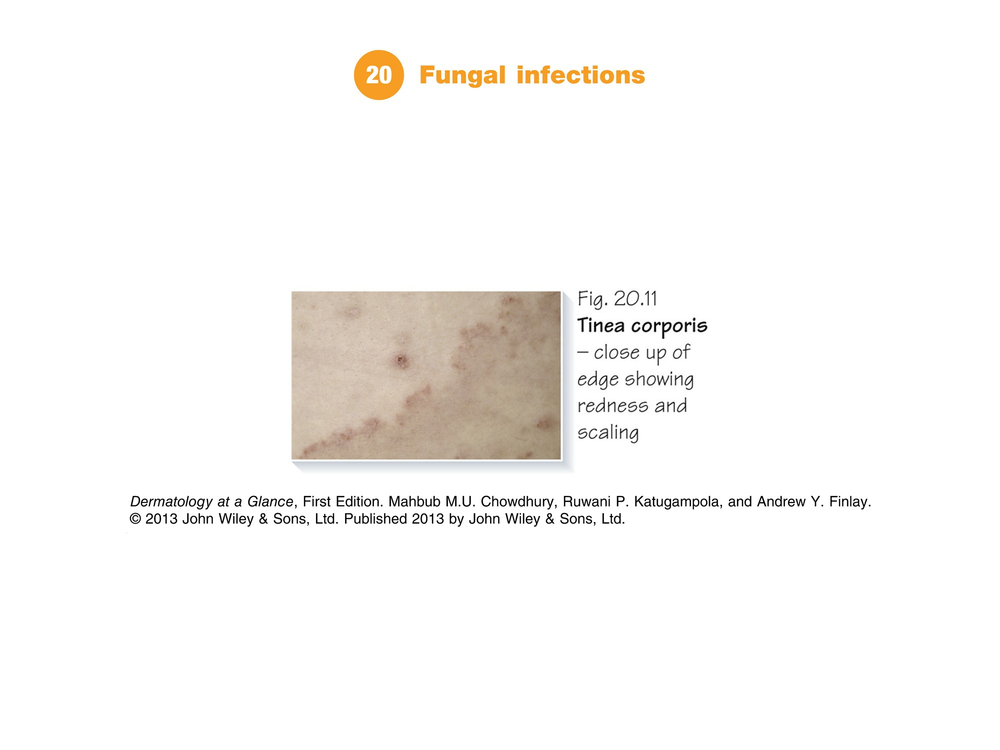 20 Fungal infections
Fig. 20.11
Tinea corporis
– close up of
edge showing
redness and
scaling
Dermatology at a Glance, First Edition. Mahbub M.U. Chowdhury, Ruwani P. Katugampola, and Andrew Y. Finlay.
© 2013 John Wiley & Sons, Ltd. Published 2013 by John Wiley & Sons, Ltd.